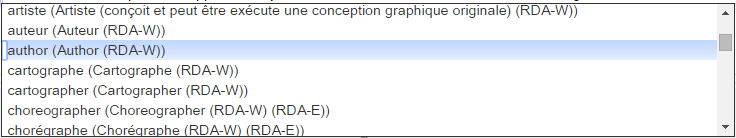 artiste (Artiste (conçoit et peut être exécute une conception graphique originale) (RDA-W))
auteur (Auteur (RDA-W))
author (Author (RDA-W))
cartographe (Cartographe (RDA-W))
cartographer (Cartographer (RDA-W))
choreographer (Choreographer (RDA-W) (RDA-E))
chorégraphe (Chorégraphe (RDA-W) (RDA-E))